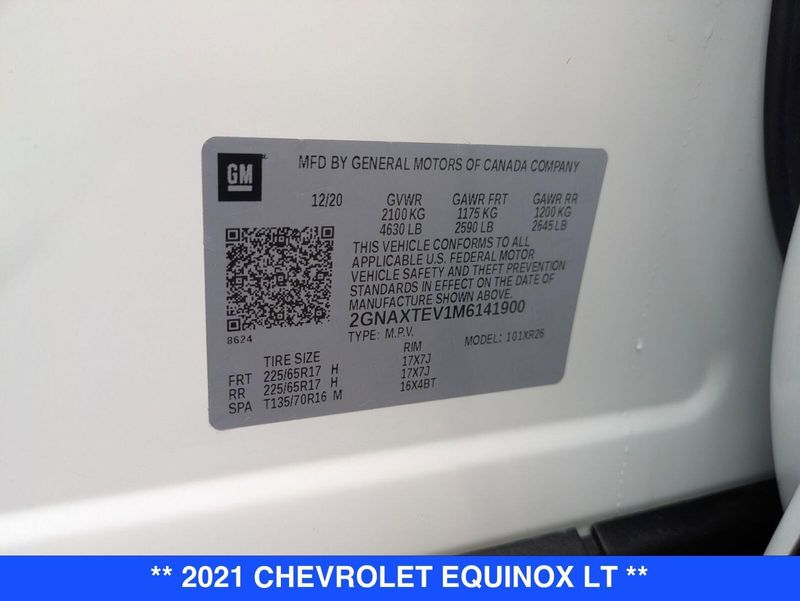 GM
MFD BY GENERAL MOTORS OF CANADA COMPANY
12/20 GVWR GAWR FRT GAWR RR
2100 KG 1175 KG 1200 KG
4630 LB 2590 LB 2645 LB
THIS VEHICLE CONFORMS TO ALL
APPLICABLE U.S. FEDERAL MOTOR
VEHICLE SAFETY AND THEFT PREVENTION
STANDARDS IN EFFECT ON THE DATE OF
MANUFACTURE SHOWN ABOVE.
2GNAXTEV1M6141900
8624
TYPE: M.P.V. MODEL: 101XR26
TIRE SIZE RIM
FRT 225/65R17 H 17X7J
RR 225/65R17 H 17X7J
SPA T135/70R16 M 16X4BT
** 2021 CHEVROLET EQUINOX LT **